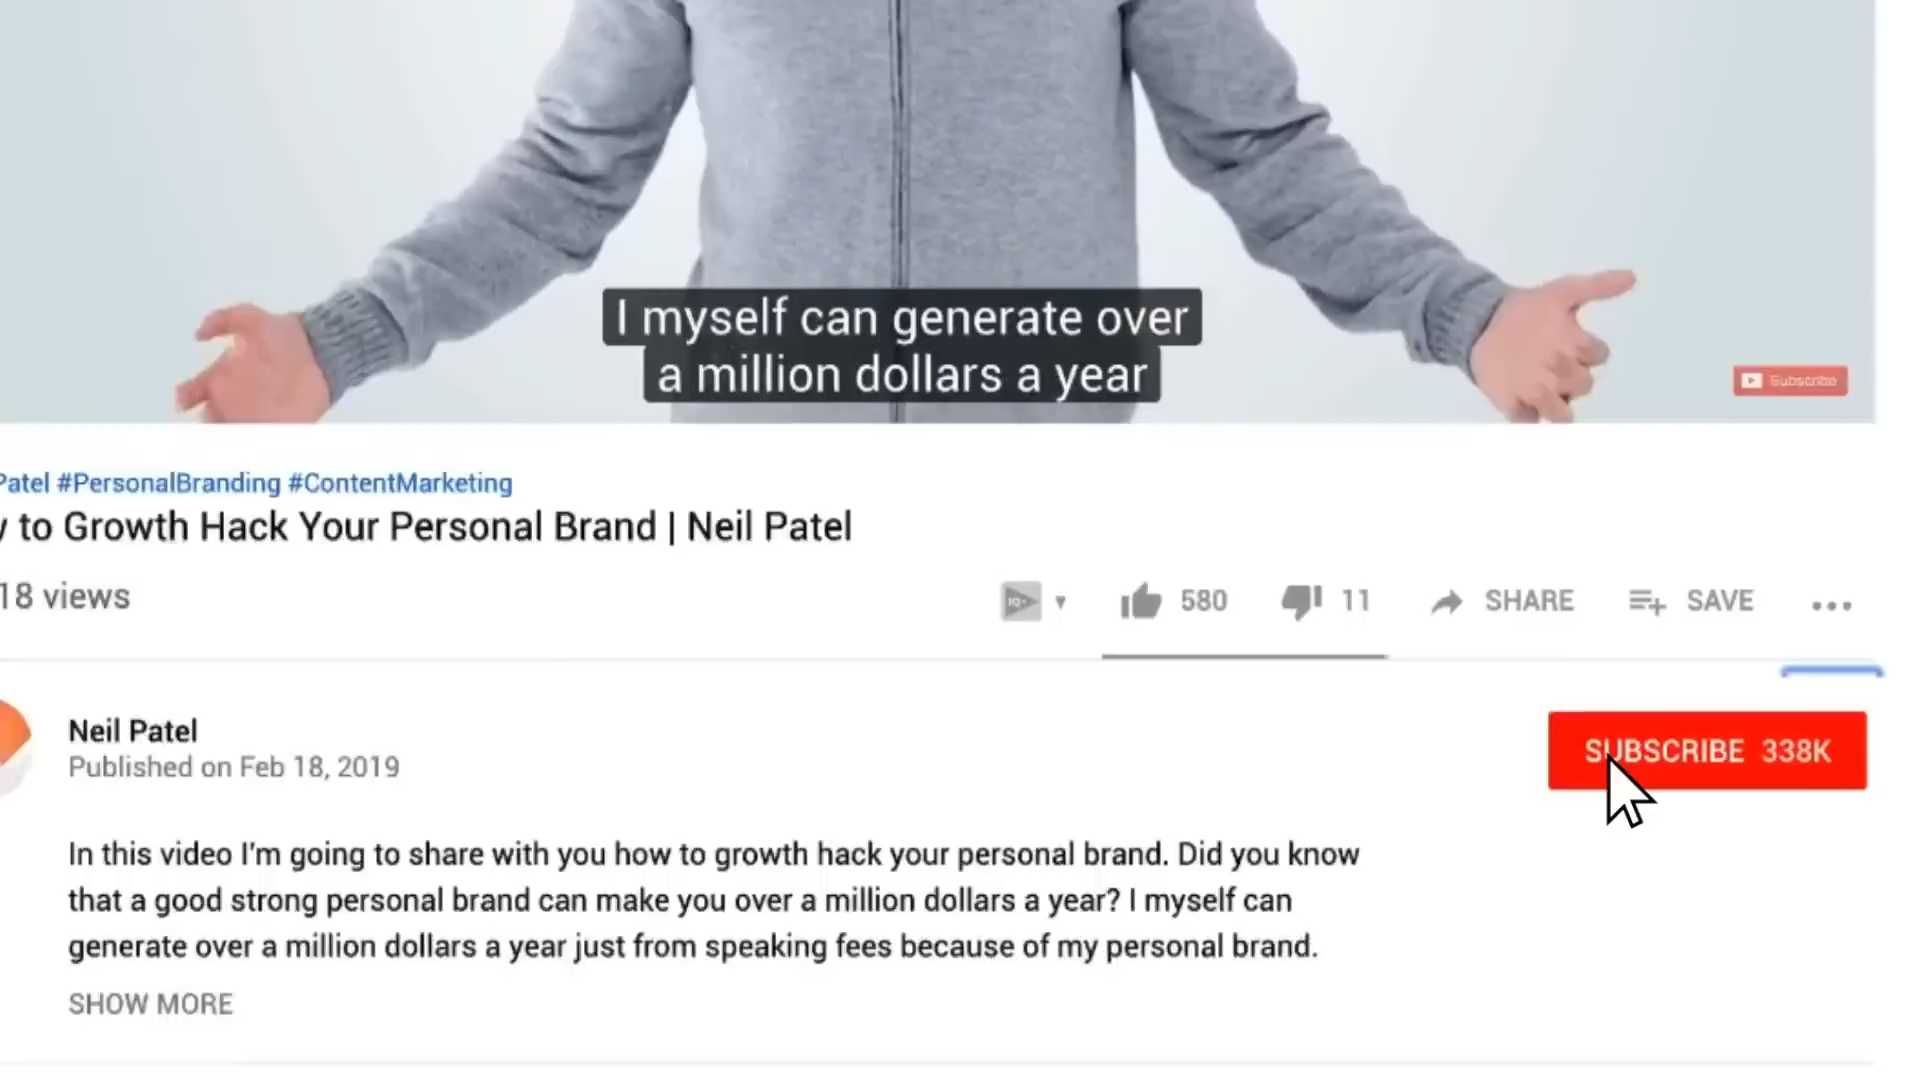 I myself can generate over
a million dollars a year
Subscribe
Patel #PersonalBranding #ContentMarketing
to Growth Hack Your Personal Brand | Neil Patel
18 views
IQ
580
11
SHARE
SAVE
Neil Patel
Published on Feb 18, 2019
SUBSCRIBE 338K
In this video I'm going to share with you how to growth hack your personal brand. Did you know
that a good strong personal brand can make you over a million dollars a year? I myself can
generate over a million dollars a year just from speaking fees because of my personal brand.
SHOW MORE